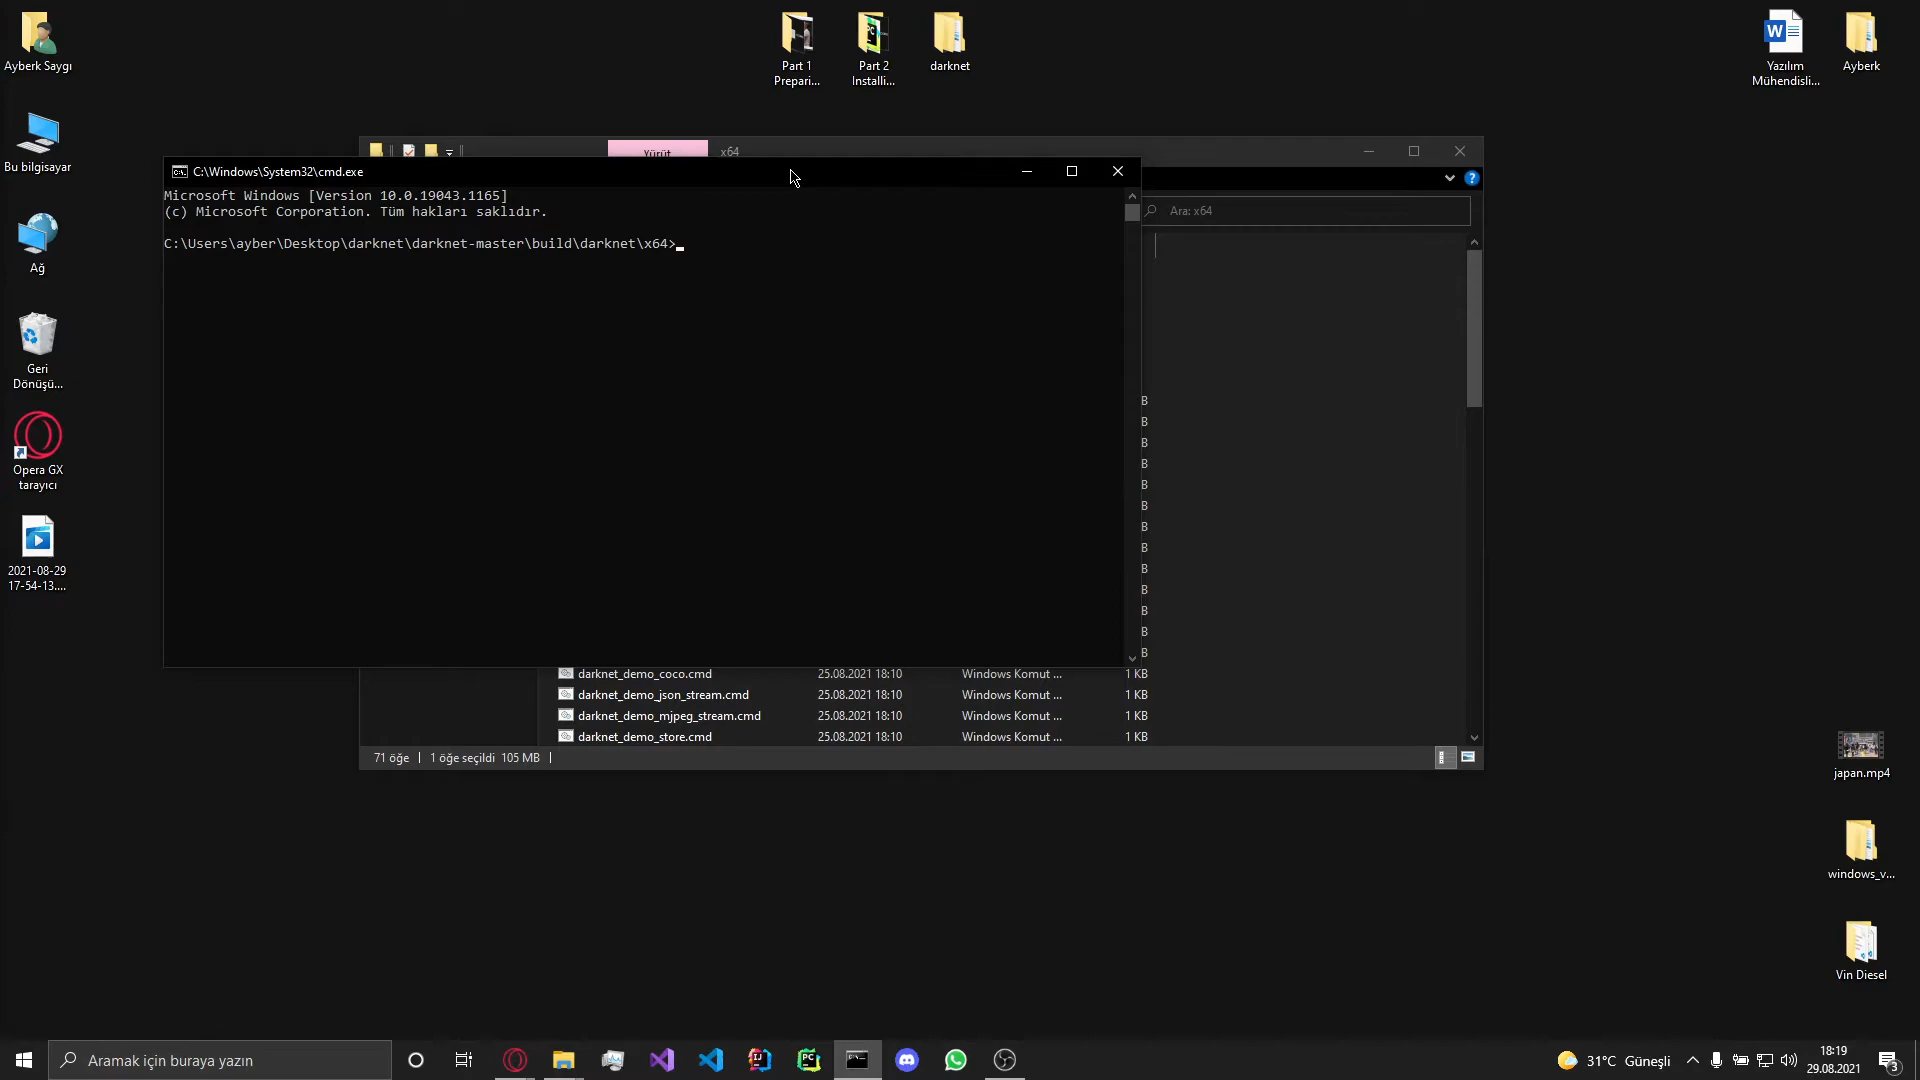 Ayberk Saygı
Bu bilgisayar
Ağ
Geri
Dönüşü...
Opera GX
tarayıcı
2021-08-29
17-54-13....
Part 1
Prepari...
Part 2
Installi...
darknet
Yazılım
Mühendisli...
Ayberk
Yürüt
x64
C:\Windows\System32\cmd.exe
Microsoft Windows [Version 10.0.19043.1165]
(c) Microsoft Corporation. Tüm hakları saklıdır.
C:\Users\ayber\Desktop\darknet\darknet-master\build\darknet\x64>
Ara: x64
B
B
B
B
B
B
B
B
B
B
B
B
B
darknet_demo_coco.cmd 25.08.2021 18:10 Windows Komut ... 1 KB
darknet_demo_json_stream.cmd 25.08.2021 18:10 Windows Komut ... 1 KB
darknet_demo_mjpeg_stream.cmd 25.08.2021 18:10 Windows Komut ... 1 KB
darknet_demo_store.cmd 25.08.2021 18:10 Windows Komut ... 1 KB
71 öğe 1 öğe seçildi 105 MB
japan.mp4
windows_v...
Vin Diesel
Aramak için buraya yazın
31°C Güneşli
18:19
29.08.2021
3